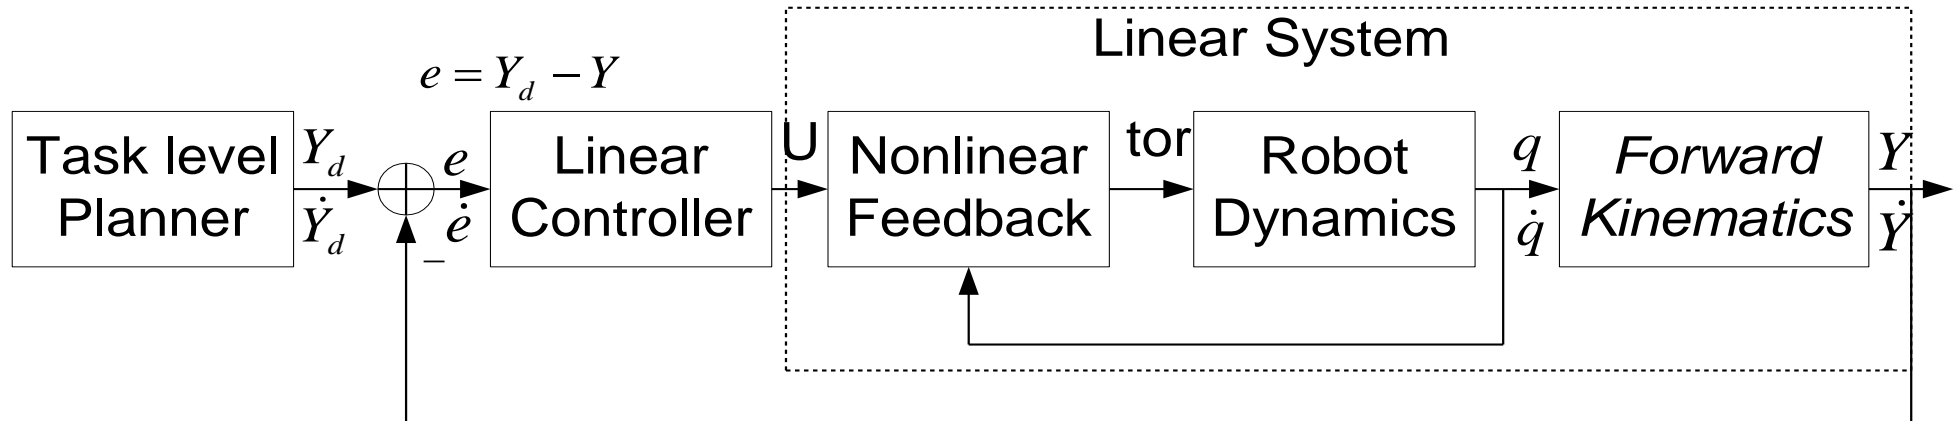 Linear System
e = Y_d − Y
Task level
Planner
Y_d
Ẏ_d
e
ė
−
Linear
Controller
U
Nonlinear
Feedback
tor
Robot
Dynamics
q
q̇
Forward
Kinematics
Y
Ẏ